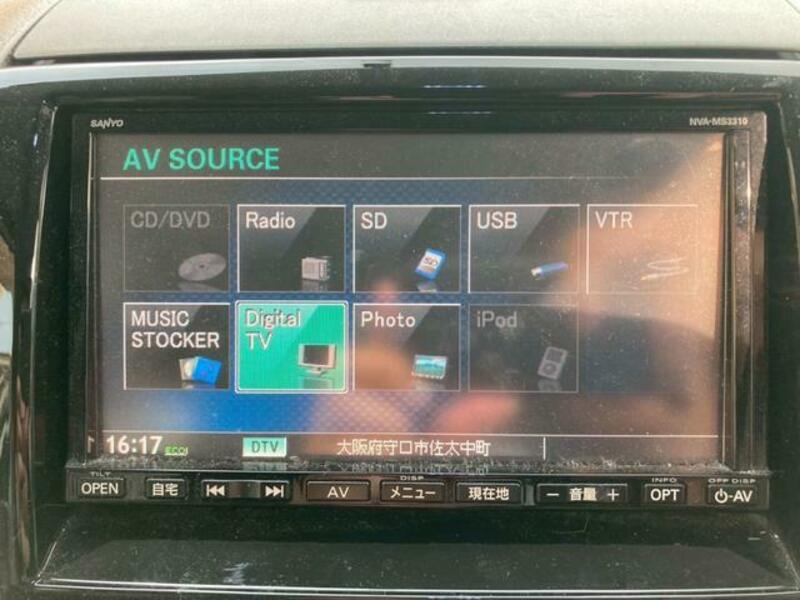 SANYO
NVA-MS3310
AV SOURCE
CD/DVD
Radio
SD
USB
VTR
MUSIC
STOCKER
Digital
TV
Photo
iPod
16:17 ECO!
DTV
大阪府守口市佐太中町
TILT
OPEN
自宅
AV
DISP
メニュー
現在地
− 音量 +
INFO
OPT
OFF DISP
-AV